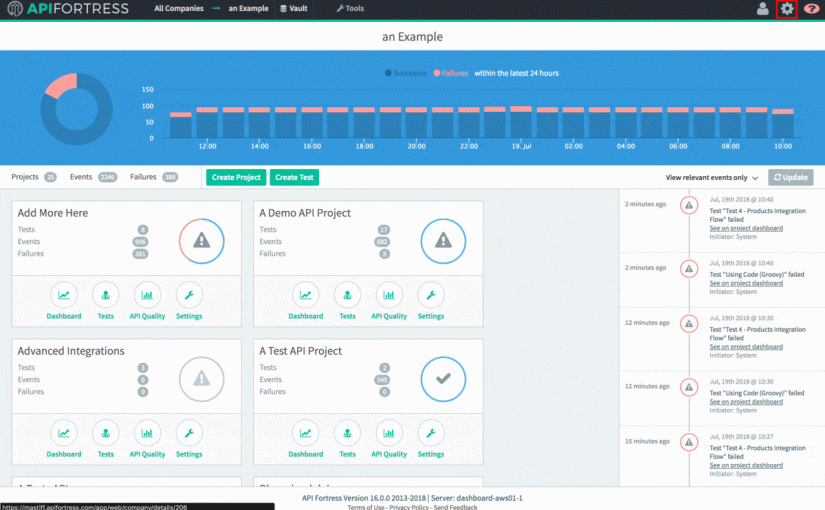 APIFORTRESS All Companies → an Example Vault Tools
an Example
Successes Failures within the latest 24 hours
150
100
50
0
12:00 14:00 16:00 18:00 20:00 22:00 19. Jul 02:00 04:00 06:00 08:00 10:00
Projects 25 Events 2246 Failures 388 Create Project Create Test View relevant events only Update
Add More Here
Tests 8
Events 956
Failures 381
Dashboard Tests API Quality Settings
A Demo API Project
Tests 17
Events 692
Failures 5
Dashboard Tests API Quality Settings
Advanced Integrations
Tests 3
Events 0
Failures 0
Dashboard Tests API Quality Settings
A Test API Project
Tests 2
Events 545
Failures 0
Dashboard Tests API Quality Settings
2 minutes ago
Jul, 19th 2018 @ 10:40
Test "Test 4 - Products Integration
Flow" failed
See on project dashboard
Initiator: System
2 minutes ago
Jul, 19th 2018 @ 10:40
Test "Using Code (Groovy)" failed
See on project dashboard
Initiator: System
12 minutes ago
Jul, 19th 2018 @ 10:30
Test "Test 4 - Products Integration
Flow" failed
See on project dashboard
Initiator: System
12 minutes ago
Jul, 19th 2018 @ 10:30
Test "Using Code (Groovy)" failed
See on project dashboard
Initiator: System
15 minutes ago
Jul, 19th 2018 @ 10:27
Test "Test 4 - Products Integration
Flow" failed
See on project dashboard
Initiator: System
API Fortress Version 16.0.0 2013-2018 | Server: dashboard-aws01-1
Terms of Use - Privacy Policy - Send Feedback
https://mastiff.apifortress.com/app/web/company/details/206